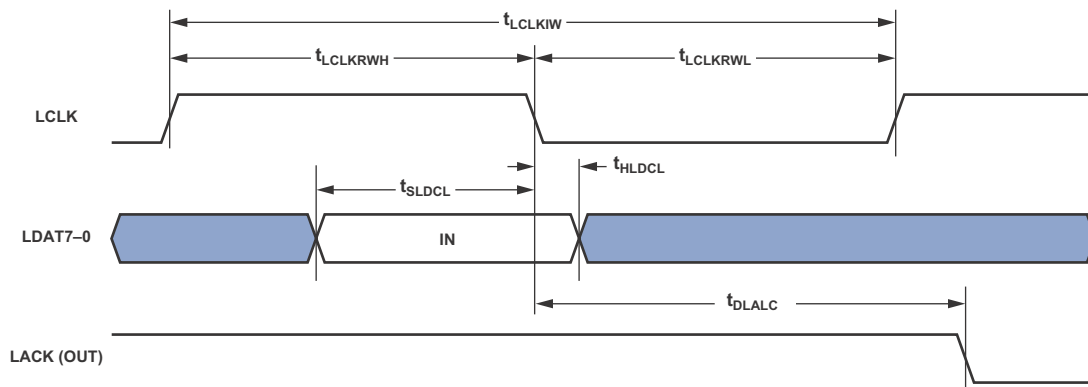 tLCLKIW
tLCLKRWH
tLCLKRWL
LCLK
tHLDCL
tSLDCL
LDAT7–0
IN
tDLALC
LACK (OUT)